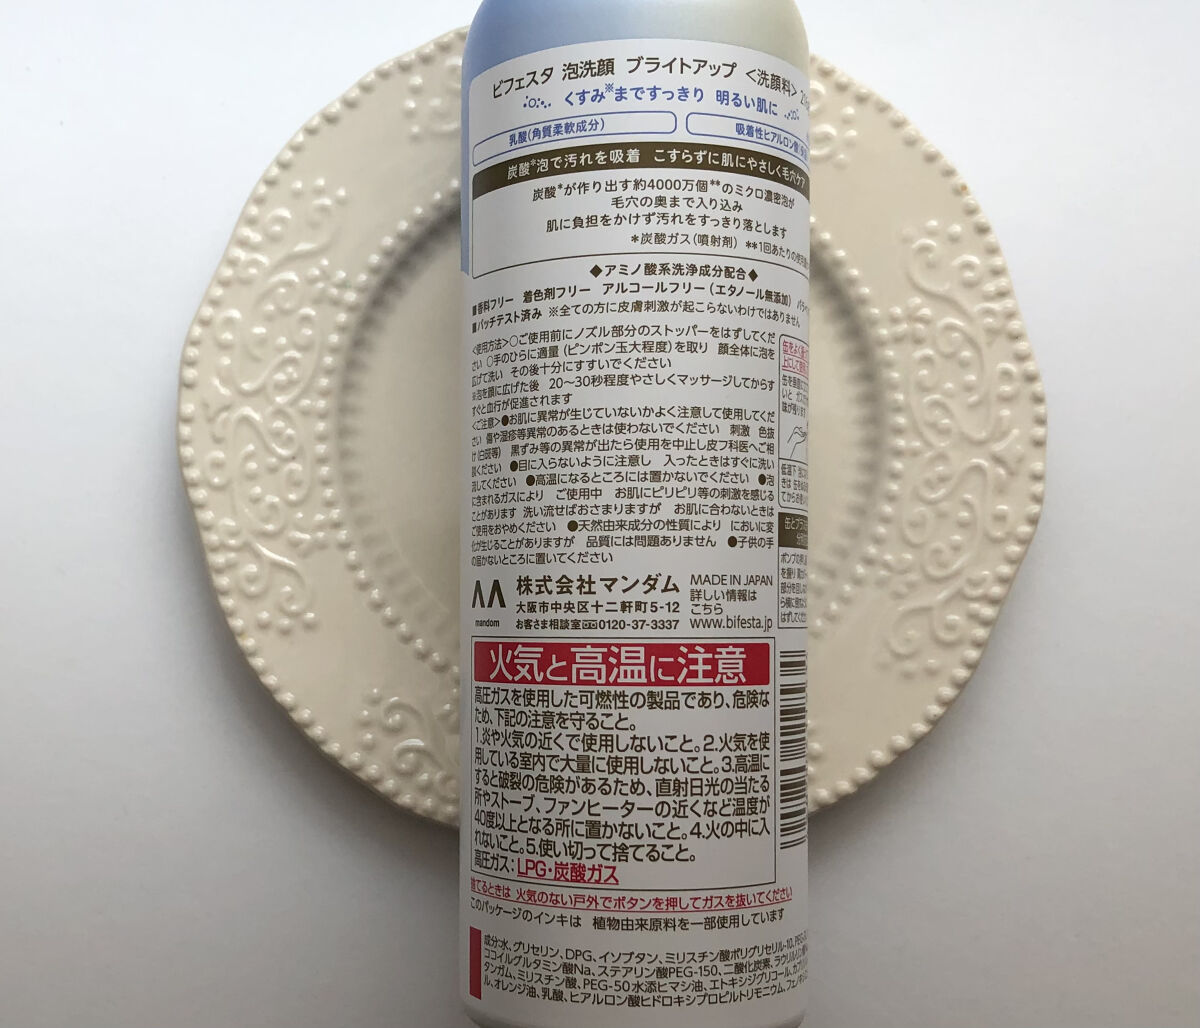 ビフェスタ 泡洗顔 ブライトアップ <洗顔料>
くすみ※まですっきり 明るい肌に
乳酸(角質柔軟成分)
吸着性ヒアルロン酸
炭酸*泡で汚れを吸着 こすらずに肌にやさしく毛穴ケア
炭酸*が作り出す約4000万個**のミクロ濃密泡が
毛穴の奥まで入り込み
肌に負担をかけず汚れをすっきり落とします
*炭酸ガス(噴射剤) **1回あたりの使用量
◆アミノ酸系洗浄成分配合◆
■香料フリー 着色剤フリー アルコールフリー(エタノール無添加)
■パッチテスト済み ※全ての方に皮膚刺激が起こらないわけではありません
<使用方法>○ご使用前にノズル部分のストッパーをはずしてくだ
さい ○手のひらに適量(ピンポン玉大程度)を取り 顔全体に泡を
広げて洗い その後十分にすすいでください
※泡を顔に広げた後 20〜30秒程度やさしくマッサージしてからす
すぐと血行が促進されます
<ご注意>●お肌に異常が生じていないかよく注意して使用してくだ
さい 傷や湿疹等異常のあるときは使わないでください 刺激 色抜
け(白斑等) 黒ずみ等の異常が出たら使用を中止し皮フ科医へご相
談ください ●目に入らないように注意し 入ったときはすぐに洗い
流してください ●高温になるところには置かないでください ●泡
に含まれるガスにより ご使用中 お肌にピリピリ等の刺激を感じる
ことがあります 洗い流せばおさまりますが お肌に合わないときは
ご使用をおやめください ●天然由来成分の性質により においに変
化が生じることがありますが 品質には問題ありません ●子供の手
の届かないところに置いてください
mandom
株式会社マンダム
大阪市中央区十二軒町5-12
お客さま相談室 0120-37-3337
MADE IN JAPAN
詳しい情報は
こちら
www.bifesta.jp
火気と高温に注意
高圧ガスを使用した可燃性の製品であり、危険な
ため、下記の注意を守ること。
1.炎や火気の近くで使用しないこと。2.火気を使
用している室内で大量に使用しないこと。3.高温に
すると破裂の危険があるため、直射日光の当たる
所やストーブ、ファンヒーターの近くなど温度が
40度以上となる所に置かないこと。4.火の中に入
れないこと。5.使い切って捨てること。
高圧ガス:LPG・炭酸ガス
捨てるときは 火気のない戸外でボタンを押してガスを抜いてください
このパッケージのインキは 植物由来原料を一部使用しています
成分:水、グリセリン、DPG、イソペンタン、ミリスチン酸ポリグリセリル-10、
ココイルグルタミン酸Na、ステアリン酸PEG-150、二酸化炭素、
タンガム、ミリスチン酸、PEG-50水添ヒマシ油、エトキシジグリコール、
ル、オレンジ油、乳酸、ヒアルロン酸ヒドロキシプロピルトリモニウム、